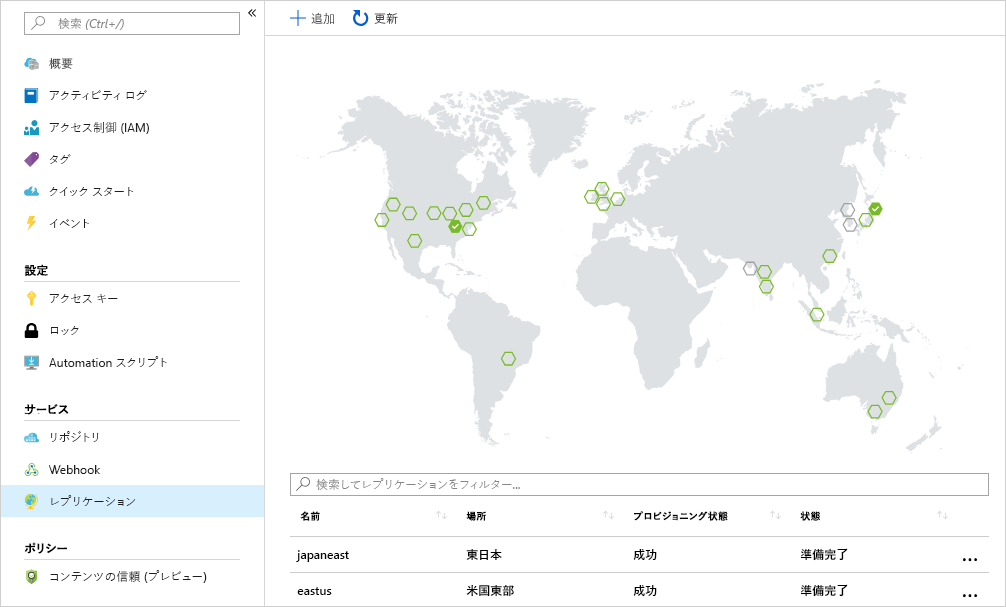 検索 (Ctrl+/)
«
追加
更新
概要
アクティビティ ログ
アクセス制御 (IAM)
タグ
クイック スタート
イベント
設定
アクセス キー
ロック
Automation スクリプト
サービス
リポジトリ
Webhook
レプリケーション
ポリシー
コンテンツの信頼 (プレビュー)
検索してレプリケーションをフィルター...
名前 ↑↓ 場所 ↑↓ プロビジョニング状態 ↑↓ 状態 ↑↓
japaneast 東日本 成功 準備完了 ...
eastus 米国東部 成功 準備完了 ...